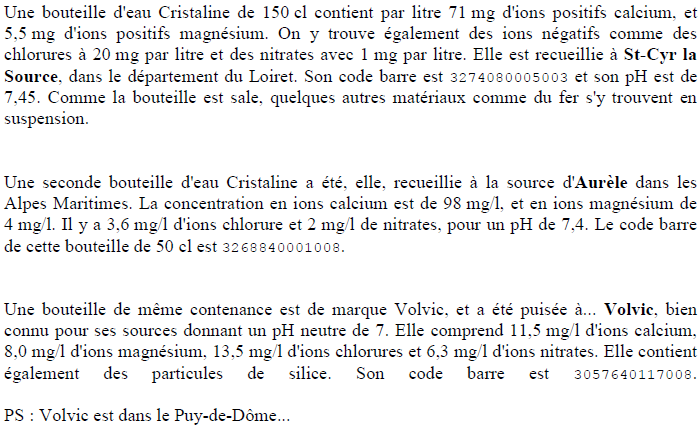 Une bouteille d'eau Cristaline de 150 cl contient par litre 71 mg d'ions positifs calcium, et
5,5 mg d'ions positifs magnésium. On y trouve également des ions négatifs comme des
chlorures à 20 mg par litre et des nitrates avec 1 mg par litre. Elle est recueillie à St-Cyr la
Source, dans le département du Loiret. Son code barre est 3274080005003 et son pH est de
7,45. Comme la bouteille est sale, quelques autres matériaux comme du fer s'y trouvent en
suspension.
Une seconde bouteille d'eau Cristaline a été, elle, recueillie à la source d'Aurèle dans les
Alpes Maritimes. La concentration en ions calcium est de 98 mg/l, et en ions magnésium de
4 mg/l. Il y a 3,6 mg/l d'ions chlorure et 2 mg/l de nitrates, pour un pH de 7,4. Le code barre
de cette bouteille de 50 cl est 3268840001008.
Une bouteille de même contenance est de marque Volvic, et a été puisée à... Volvic, bien
connu pour ses sources donnant un pH neutre de 7. Elle comprend 11,5 mg/l d'ions calcium,
8,0 mg/l d'ions magnésium, 13,5 mg/l d'ions chlorures et 6,3 mg/l d'ions nitrates. Elle contient
également des particules de silice. Son code barre est 3057640117008.
PS : Volvic est dans le Puy-de-Dôme...